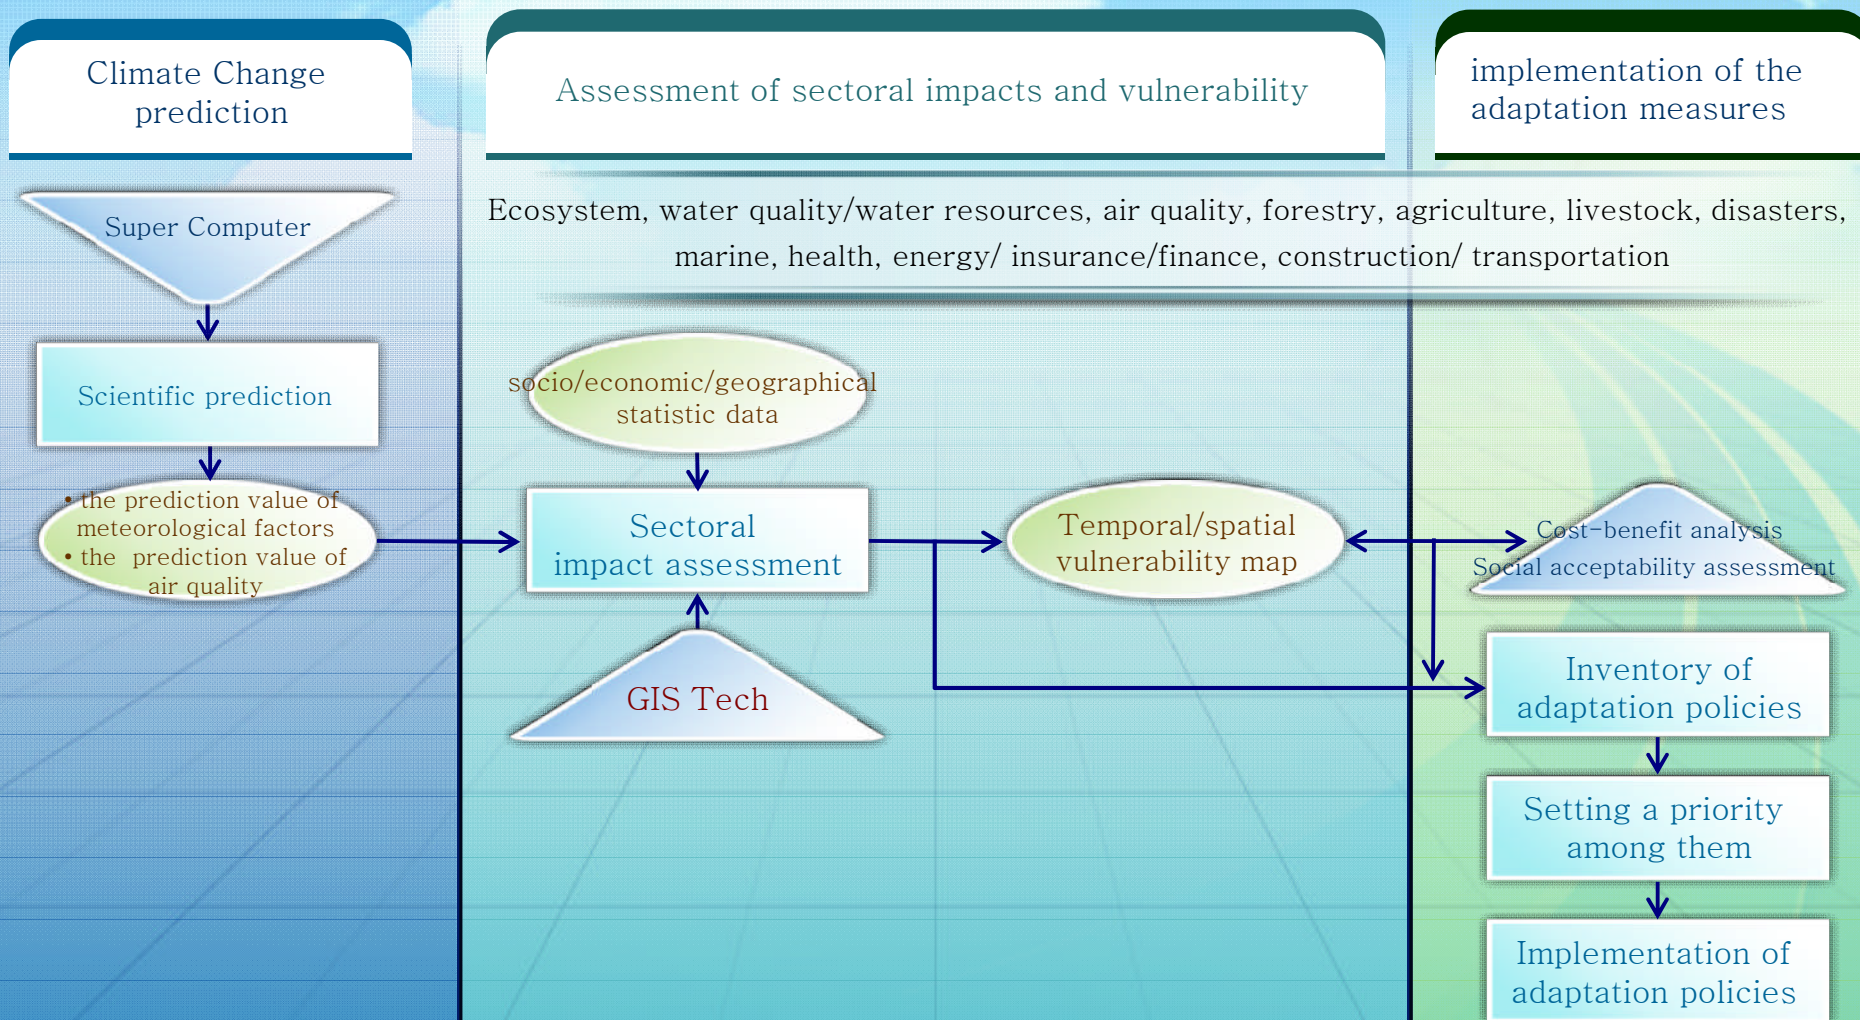 Climate Change
prediction
Assessment of sectoral impacts and vulnerability
implementation of the
adaptation measures
Ecosystem, water quality/water resources, air quality, forestry, agriculture, livestock, disasters,
marine, health, energy/ insurance/finance, construction/ transportation
Super Computer
Scientific prediction
• the prediction value of
meteorological factors
• the  prediction value of
air quality
socio/economic/geographical
statistic data
Sectoral
impact assessment
GIS Tech
Temporal/spatial
vulnerability map
Cost-benefit analysis
Social acceptability assessment
Inventory of
adaptation policies
Setting a priority
among them
Implementation of
adaptation policies